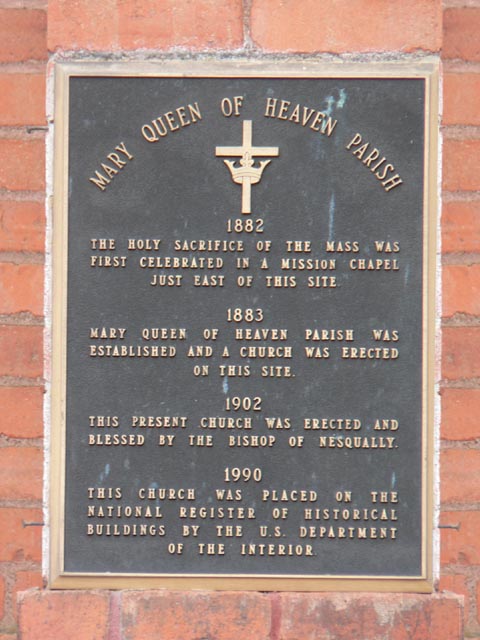 MARY QUEEN OF HEAVEN PARISH
1882
THE HOLY SACRIFICE OF THE MASS WAS
FIRST CELEBRATED IN A MISSION CHAPEL
JUST EAST OF THIS SITE.
1883
MARY QUEEN OF HEAVEN PARISH WAS
ESTABLISHED AND A CHURCH WAS ERECTED
ON THIS SITE.
1902
THIS PRESENT CHURCH WAS ERECTED AND
BLESSED BY THE BISHOP OF NESQUALLY.
1990
THIS CHURCH WAS PLACED ON THE
NATIONAL REGISTER OF HISTORICAL
BUILDINGS BY THE U.S. DEPARTMENT
OF THE INTERIOR